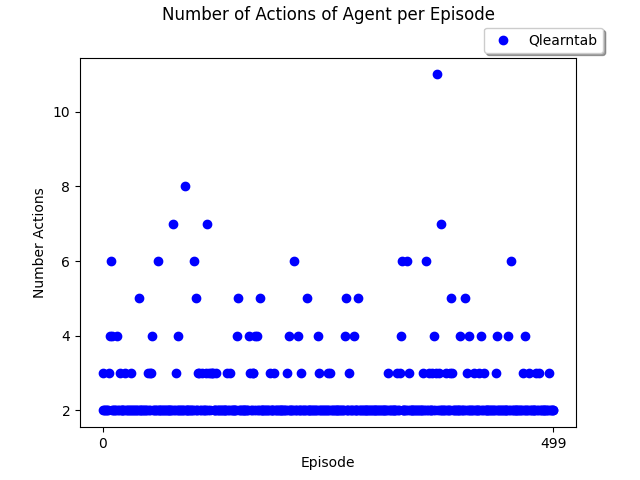 Number of Actions of Agent per Episode
Qlearntab
10
8
6
4
2
Number Actions
0
499
Episode